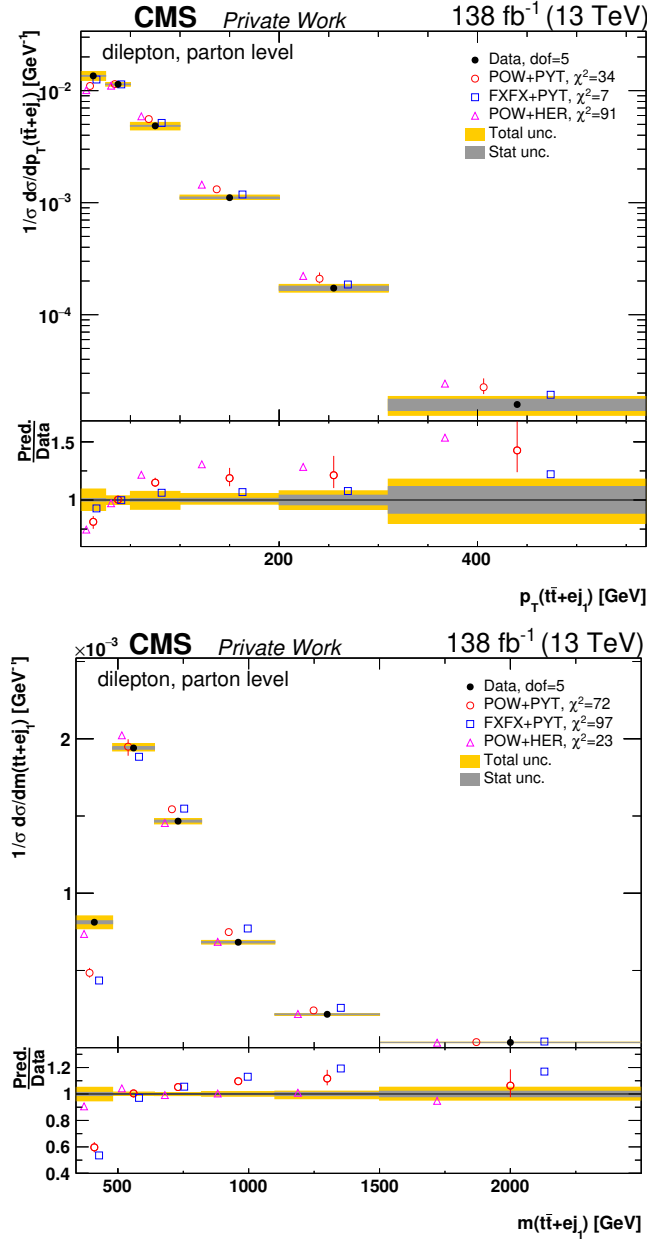 CMS Private Work 138 fb⁻¹ (13 TeV)
dilepton, parton level
1/σ dσ/dp_T(tt̄+ej₁) [GeV⁻¹]
Data, dof=5
POW+PYT, χ²=34
FXFX+PYT, χ²=7
POW+HER, χ²=91
Total unc.
Stat unc.
10⁻²
10⁻³
10⁻⁴
Pred.
Data
1.5
1
200 400
p_T(tt̄+ej₁) [GeV]
×10⁻³ CMS Private Work 138 fb⁻¹ (13 TeV)
dilepton, parton level
1/σ dσ/dm(tt̄+ej₁) [GeV⁻¹]
Data, dof=5
POW+PYT, χ²=72
FXFX+PYT, χ²=97
POW+HER, χ²=23
Total unc.
Stat unc.
2
1
Pred.
Data
1.2
1
0.8
0.6
0.4
500 1000 1500 2000
m(tt̄+ej₁) [GeV]